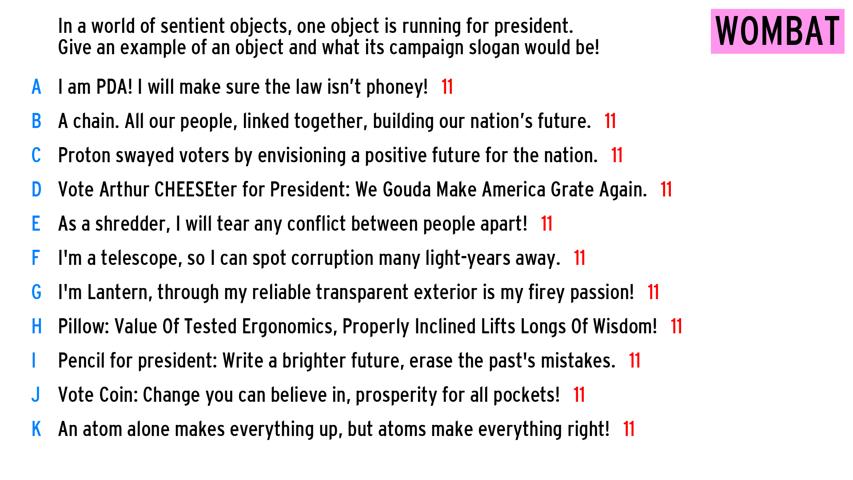 In a world of sentient objects, one object is running for president.
Give an example of an object and what its campaign slogan would be!
WOMBAT
A I am PDA! I will make sure the law isn't phoney! 11
B A chain. All our people, linked together, building our nation's future. 11
C Proton swayed voters by envisioning a positive future for the nation. 11
D Vote Arthur CHEESEter for President: We Gouda Make America Grate Again. 11
E As a shredder, I will tear any conflict between people apart! 11
F I'm a telescope, so I can spot corruption many light-years away. 11
G I'm Lantern, through my reliable transparent exterior is my firey passion! 11
H Pillow: Value Of Tested Ergonomics, Properly Inclined Lifts Longs Of Wisdom! 11
I Pencil for president: Write a brighter future, erase the past's mistakes. 11
J Vote Coin: Change you can believe in, prosperity for all pockets! 11
K An atom alone makes everything up, but atoms make everything right! 11